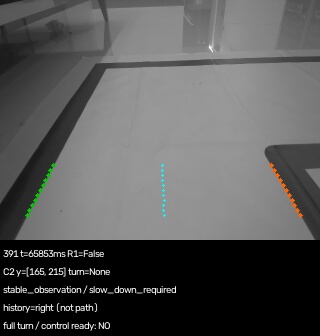 391 t=65853ms R1=False
C2 y=[165, 215] turn=None
stable_observation / slow_down_required
history=right (not path)
full turn / control ready: NO